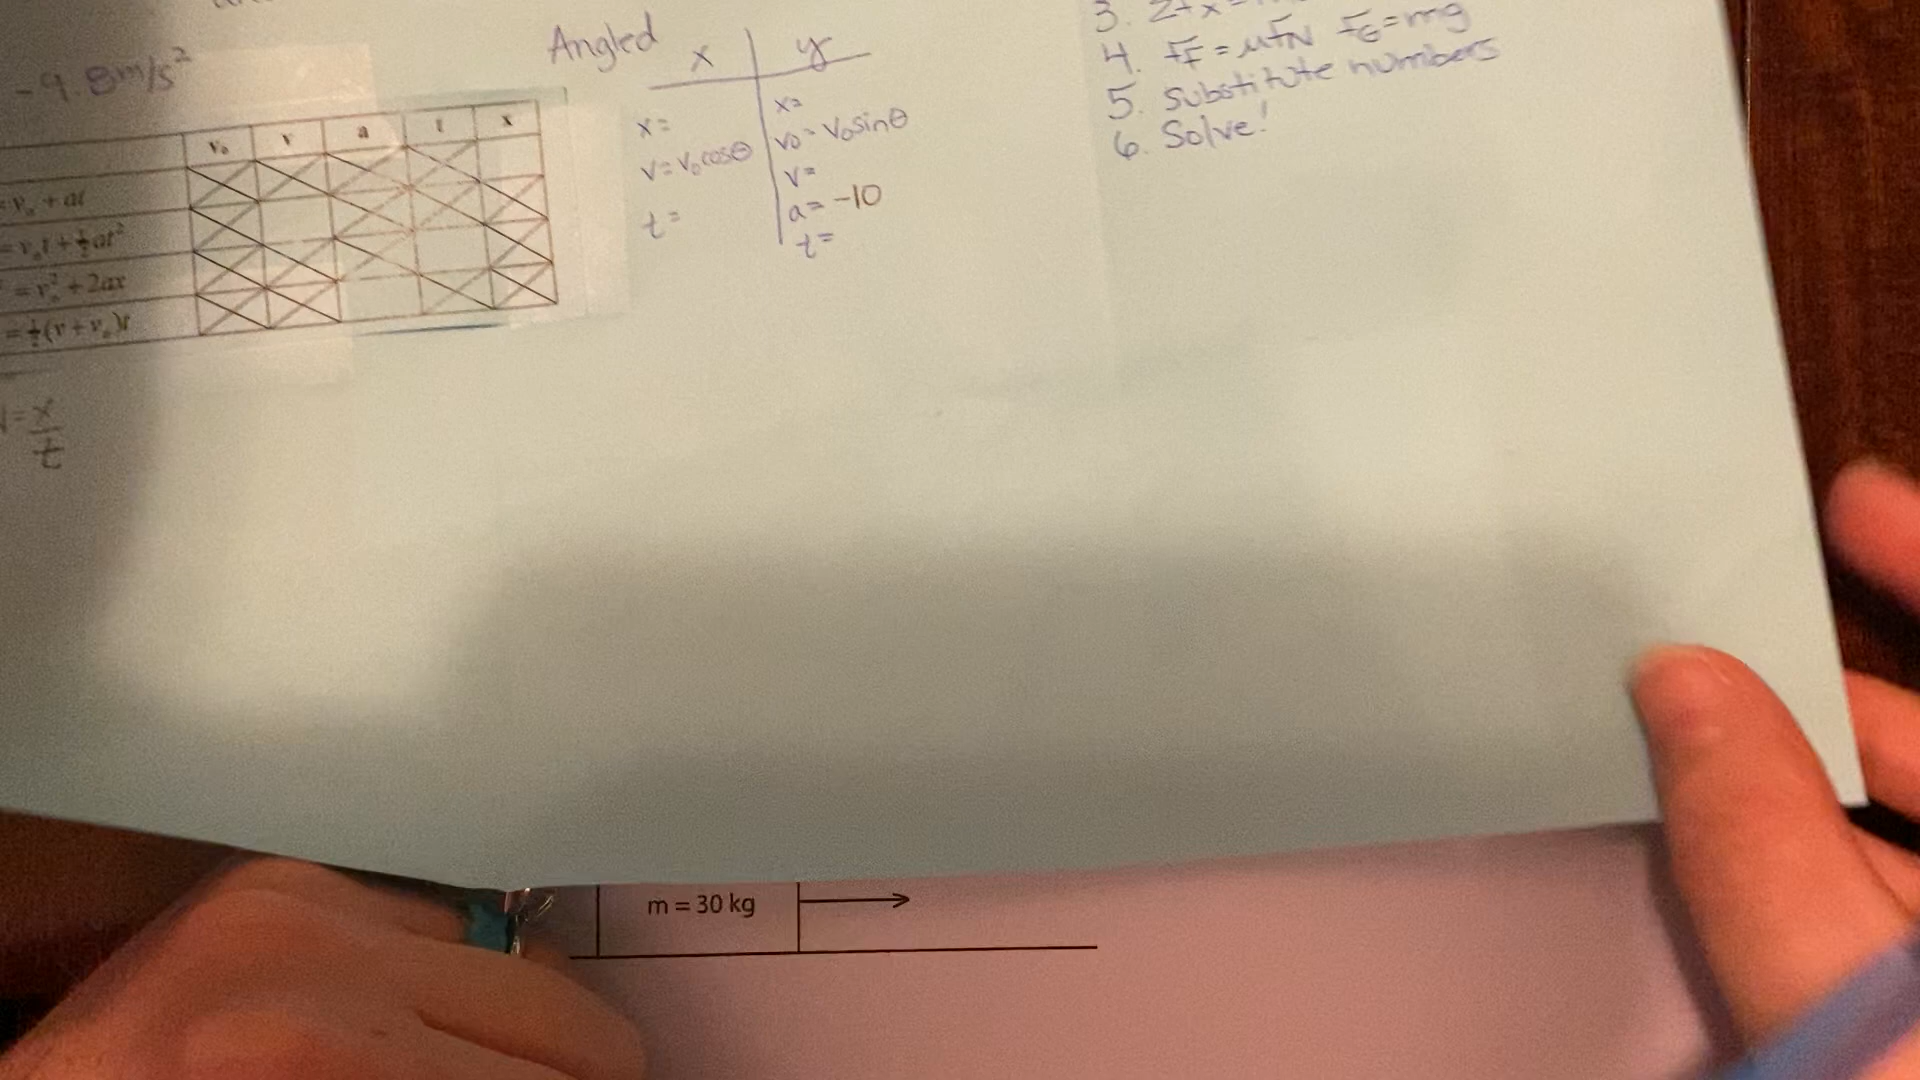 -9.8m/s²
v₀ v a t x
= v₀ + at
= v₀t + ½at²
= v₀² + 2ax
= ½(v + v₀)t
= x/t
Angled
x y
x=
v = v₀cosθ
t =
x=
v₀ = v₀sinθ
v=
a= -10
t=
3.
4. FF = μFN FG = mg
5. Substitute numbers
6. Solve!
m = 30 kg